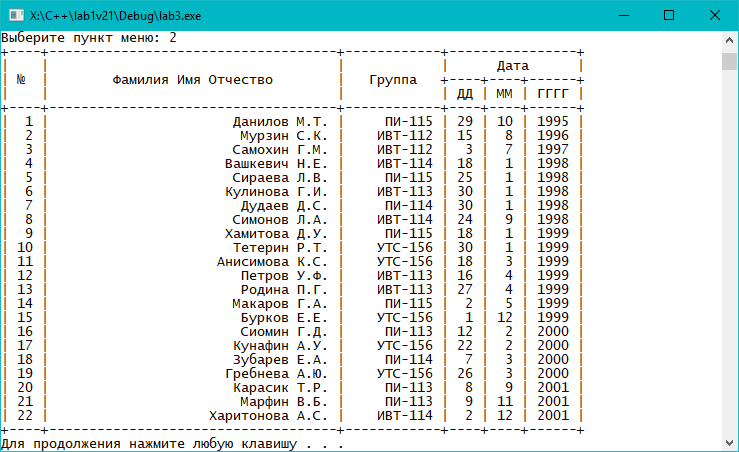 X:\C++\lab1v21\Debug\lab3.exe
Выберите пункт меню: 2
+----+------------------------------------+------------+----------------+
|    |                                    |            |      Дата      |
| №  |        Фамилия Имя Отчество        |   Группа   +----+----+------+
|    |                                    |            | ДД | ММ | ГГГГ |
+----+------------------------------------+------------+----+----+------+
|  1 |                       Данилов М.Т. |     ПИ-115 | 29 | 10 | 1995 |
|  2 |                        Мурзин С.К. |    ИВТ-112 | 15 |  8 | 1996 |
|  3 |                       Самохин Г.М. |    ИВТ-112 |  3 |  7 | 1997 |
|  4 |                      Вашкевич Н.Е. |    ИВТ-114 | 18 |  1 | 1998 |
|  5 |                       Сираева Л.В. |     ПИ-115 | 25 |  1 | 1998 |
|  6 |                      Кулинова Г.И. |    ИВТ-113 | 30 |  1 | 1998 |
|  7 |                        Дудаев Д.С. |    ИВТ-114 | 30 |  1 | 1998 |
|  8 |                       Симонов Л.А. |    ИВТ-114 | 24 |  9 | 1998 |
|  9 |                      Хамитова Д.У. |     ПИ-115 | 18 |  1 | 1999 |
| 10 |                       Тетерин Р.Т. |    УТС-156 | 30 |  1 | 1999 |
| 11 |                     Анисимова К.С. |    УТС-156 | 18 |  3 | 1999 |
| 12 |                        Петров У.Ф. |    ИВТ-113 | 16 |  4 | 1999 |
| 13 |                        Родина П.Г. |    ИВТ-113 | 27 |  4 | 1999 |
| 14 |                       Макаров Г.А. |     ПИ-115 |  2 |  5 | 1999 |
| 15 |                        Бурков Е.Е. |    УТС-156 |  1 | 12 | 1999 |
| 16 |                        Сиомин Г.Д. |     ПИ-113 | 12 |  2 | 2000 |
| 17 |                       Кунафин А.У. |    УТС-156 | 22 |  2 | 2000 |
| 18 |                       Зубарев Е.А. |     ПИ-114 |  7 |  3 | 2000 |
| 19 |                      Гребнева А.Ю. |    УТС-156 | 26 |  3 | 2000 |
| 20 |                       Карасик Т.Р. |     ПИ-113 |  8 |  9 | 2001 |
| 21 |                        Марфин В.Б. |     ПИ-113 |  9 | 11 | 2001 |
| 22 |                    Харитонова А.С. |    ИВТ-114 |  2 | 12 | 2001 |
+----+------------------------------------+------------+----+----+------+
Для продолжения нажмите любую клавишу . . .